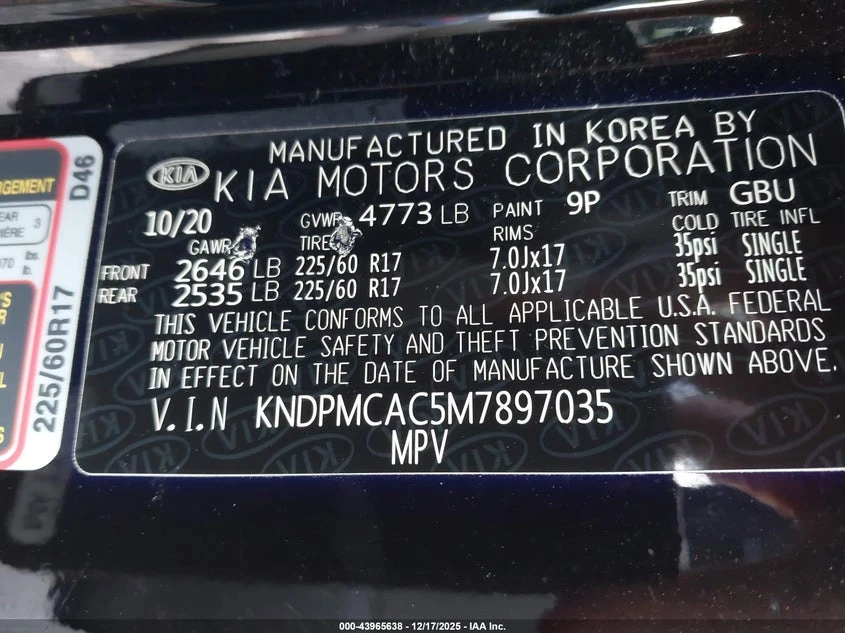 MANUFACTURED IN KOREA BY
KIA KIA MOTORS CORPORATION
10/20 GVWR 4773 LB PAINT 9P TRIM GBU
GAWR TIRE RIMS COLD TIRE INFL
FRONT 2646 LB 225/60 R17 7.0Jx17 35psi SINGLE
REAR 2535 LB 225/60 R17 7.0Jx17 35psi SINGLE
THIS VEHICLE CONFORMS TO ALL APPLICABLE U.S.A. FEDERAL
MOTOR VEHICLE SAFETY AND THEFT PREVENTION STANDARDS
IN EFFECT ON THE DATE OF MANUFACTURE SHOWN ABOVE.
V.I.N KNDPMCAC5M7897035
MPV
D46
225/60R17
3
lbs.
lb.
000-43965638 - 12/17/2025 - IAA Inc.